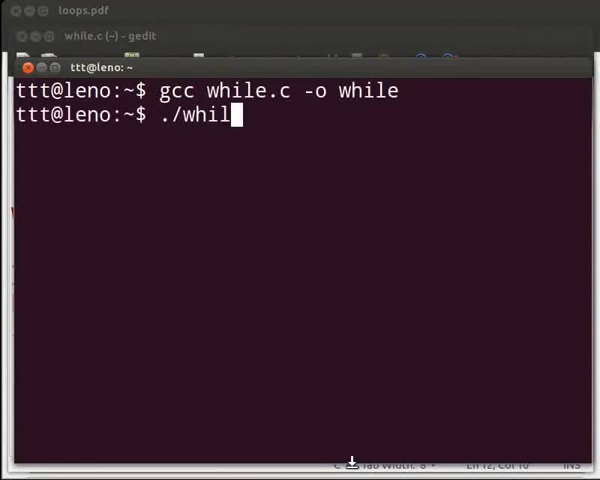 loops.pdf
while.c (~) - gedit
ttt@leno: ~
ttt@leno:~$ gcc while.c -o while
ttt@leno:~$ ./whil
C Tab Width: 8 Ln 12, Col 10 INS